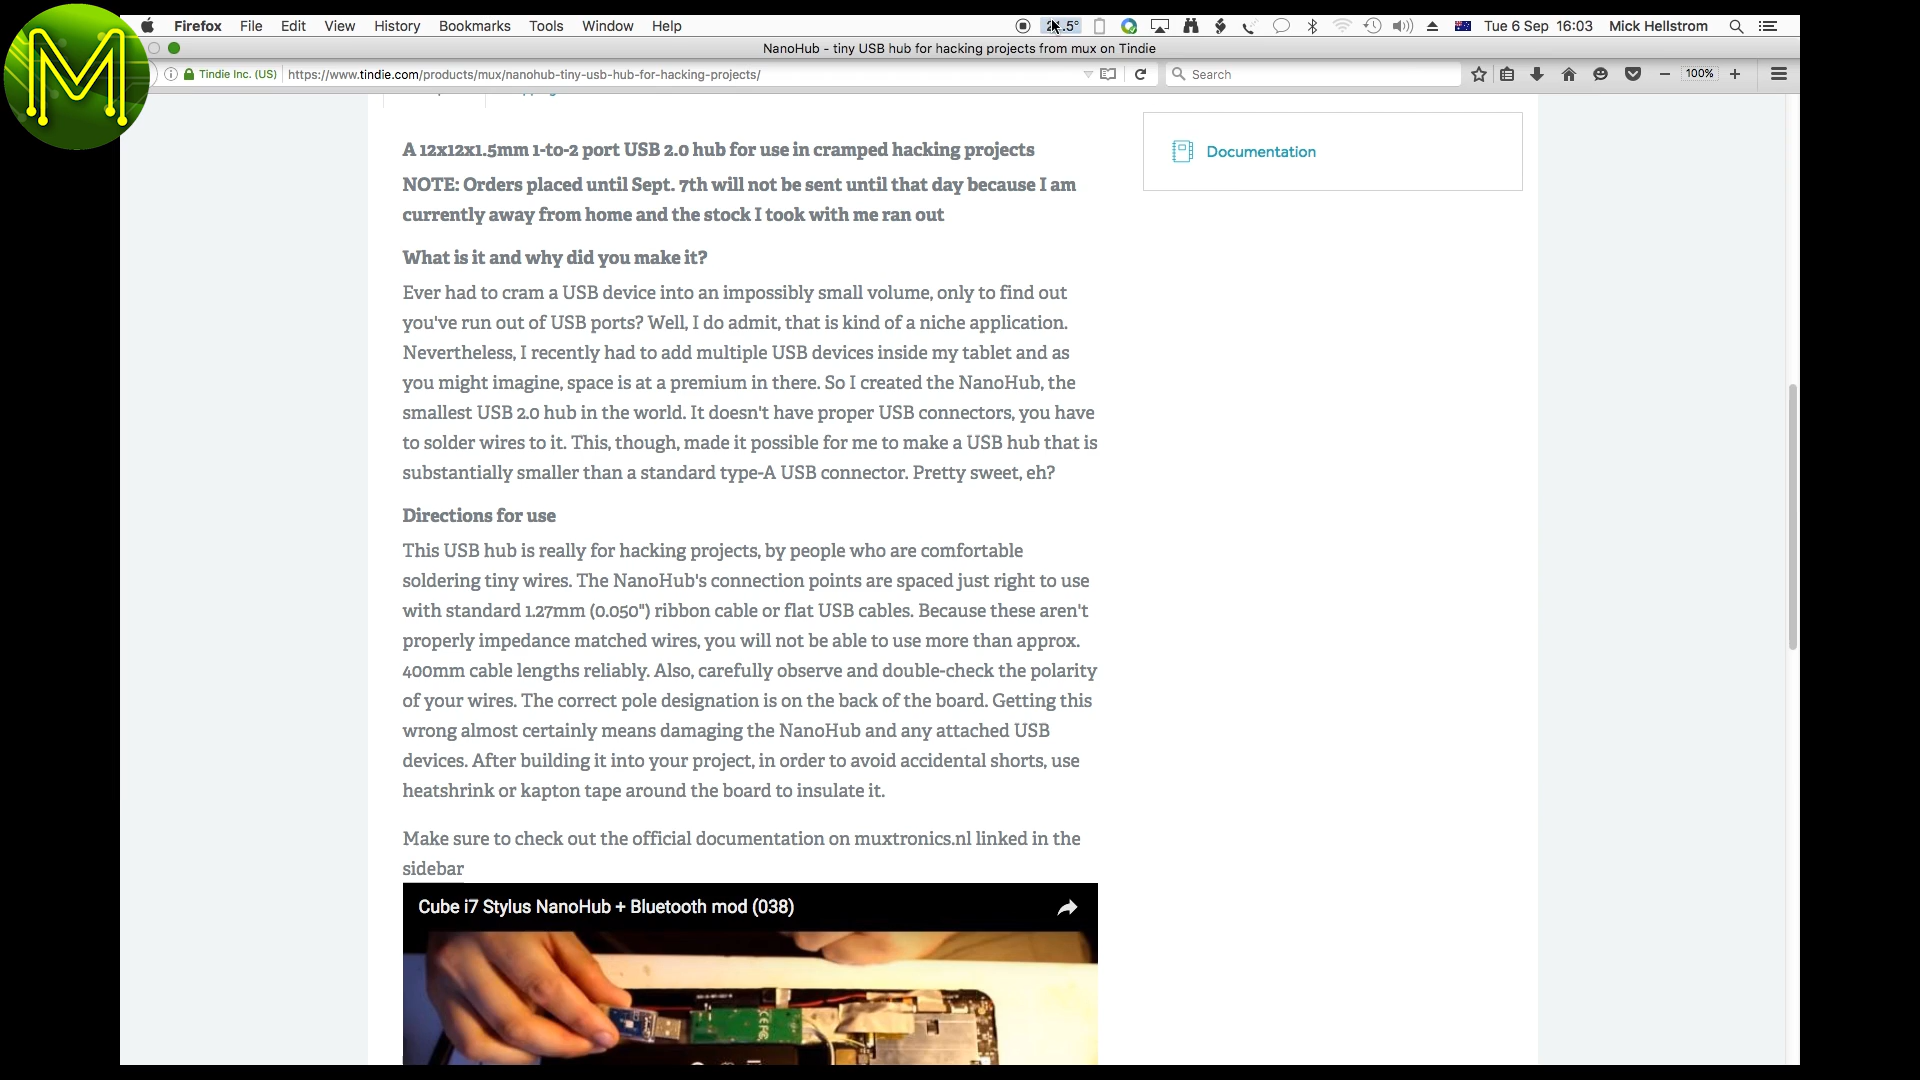 Firefox File Edit View History Bookmarks Tools Window Help Tue 6 Sep 16:03 Mick Hellstrom
NanoHub - tiny USB hub for hacking projects from mux on Tindie
Tindie Inc. (US) https://www.tindie.com/products/mux/nanohub-tiny-usb-hub-for-hacking-projects/ Search 100%
A 12x12x1.5mm 1-to-2 port USB 2.0 hub for use in cramped hacking projects
Documentation
NOTE: Orders placed until Sept. 7th will not be sent until that day because I am
currently away from home and the stock I took with me ran out
What is it and why did you make it?
Ever had to cram a USB device into an impossibly small volume, only to find out
you've run out of USB ports? Well, I do admit, that is kind of a niche application.
Nevertheless, I recently had to add multiple USB devices inside my tablet and as
you might imagine, space is at a premium in there. So I created the NanoHub, the
smallest USB 2.0 hub in the world. It doesn't have proper USB connectors, you have
to solder wires to it. This, though, made it possible for me to make a USB hub that is
substantially smaller than a standard type-A USB connector. Pretty sweet, eh?
Directions for use
This USB hub is really for hacking projects, by people who are comfortable
soldering tiny wires. The NanoHub's connection points are spaced just right to use
with standard 1.27mm (0.050") ribbon cable or flat USB cables. Because these aren't
properly impedance matched wires, you will not be able to use more than approx.
400mm cable lengths reliably. Also, carefully observe and double-check the polarity
of your wires. The correct pole designation is on the back of the board. Getting this
wrong almost certainly means damaging the NanoHub and any attached USB
devices. After building it into your project, in order to avoid accidental shorts, use
heatshrink or kapton tape around the board to insulate it.
Make sure to check out the official documentation on muxtronics.nl linked in the
sidebar
Cube i7 Stylus NanoHub + Bluetooth mod (038)